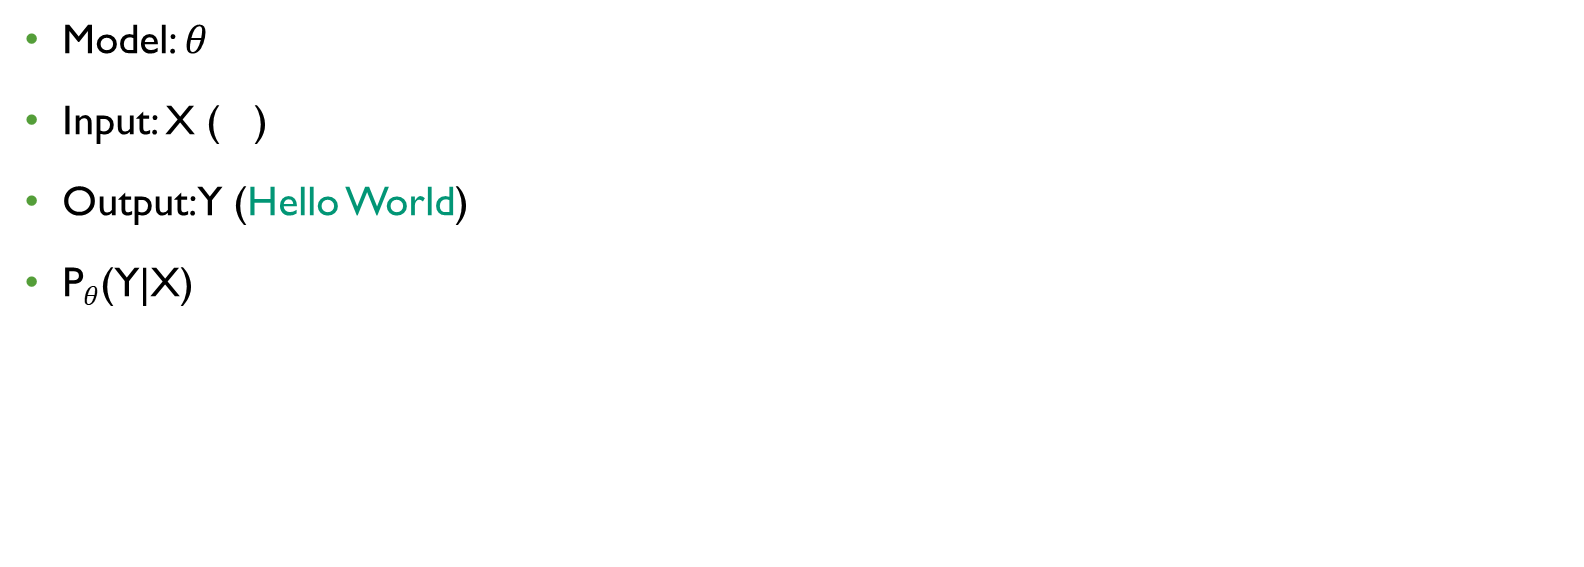 • Model: θ
• Input: X ( )
• Output: Y (Hello World)
• Pθ(Y|X)